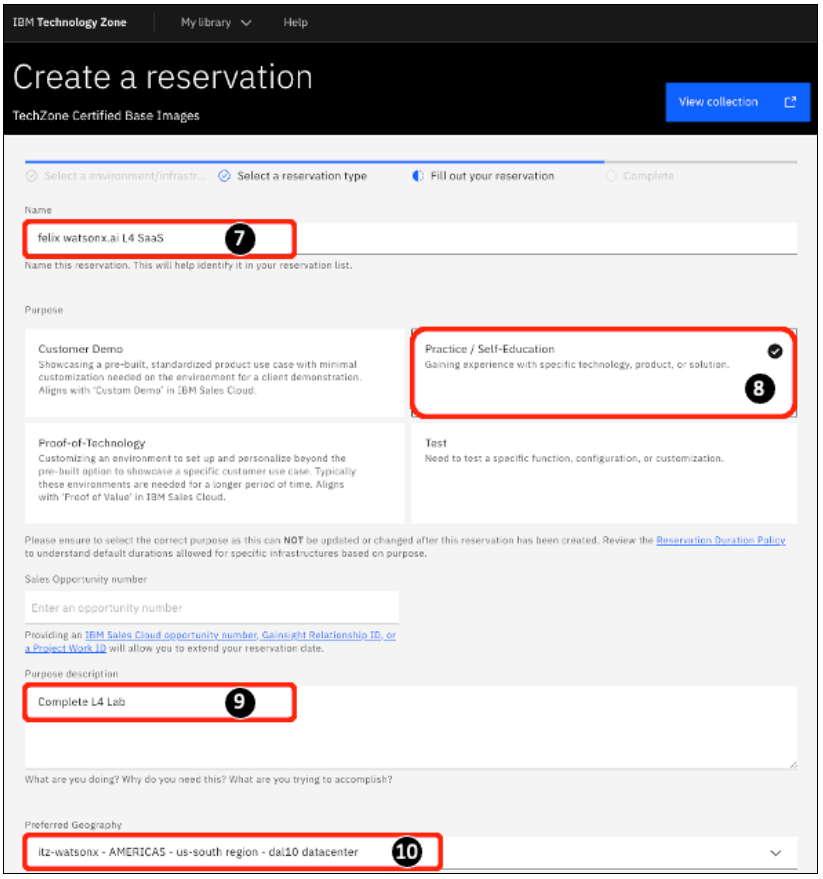 IBM Technology Zone My library Help
Create a reservation
TechZone Certified Base Images
View collection
Select a environment/infrastr... Select a reservation type Fill out your reservation Complete
Name
felix watsonx.ai L4 SaaS 7
Name this reservation. This will help identify it in your reservation list.
Purpose
Customer Demo
Showcasing a pre-built, standardized product use case with minimal
customization needed on the environment for a client demonstration.
Aligns with 'Custom Demo' in IBM Sales Cloud.
Practice / Self-Education
Gaining experience with specific technology, product, or solution.
8
Proof-of-Technology
Customizing an environment to set up and personalize beyond the
pre-built option to showcase a specific customer use case. Typically
these environments are needed for a longer period of time. Aligns
with 'Proof of Value' in IBM Sales Cloud.
Test
Need to test a specific function, configuration, or customization.
Please ensure to select the correct purpose as this can NOT be updated or changed after this reservation has been created. Review the Reservation Duration Policy
to understand default durations allowed for specific infrastructures based on purpose.
Sales Opportunity number
Enter an opportunity number
Providing an IBM Sales Cloud opportunity number, Gainsight Relationship ID, or
a Project Work ID will allow you to extend your reservation date.
Purpose description
Complete L4 Lab 9
What are you doing? Why do you need this? What are you trying to accomplish?
Preferred Geography
itz-watsonx - AMERICAS - us-south region - dal10 datacenter 10